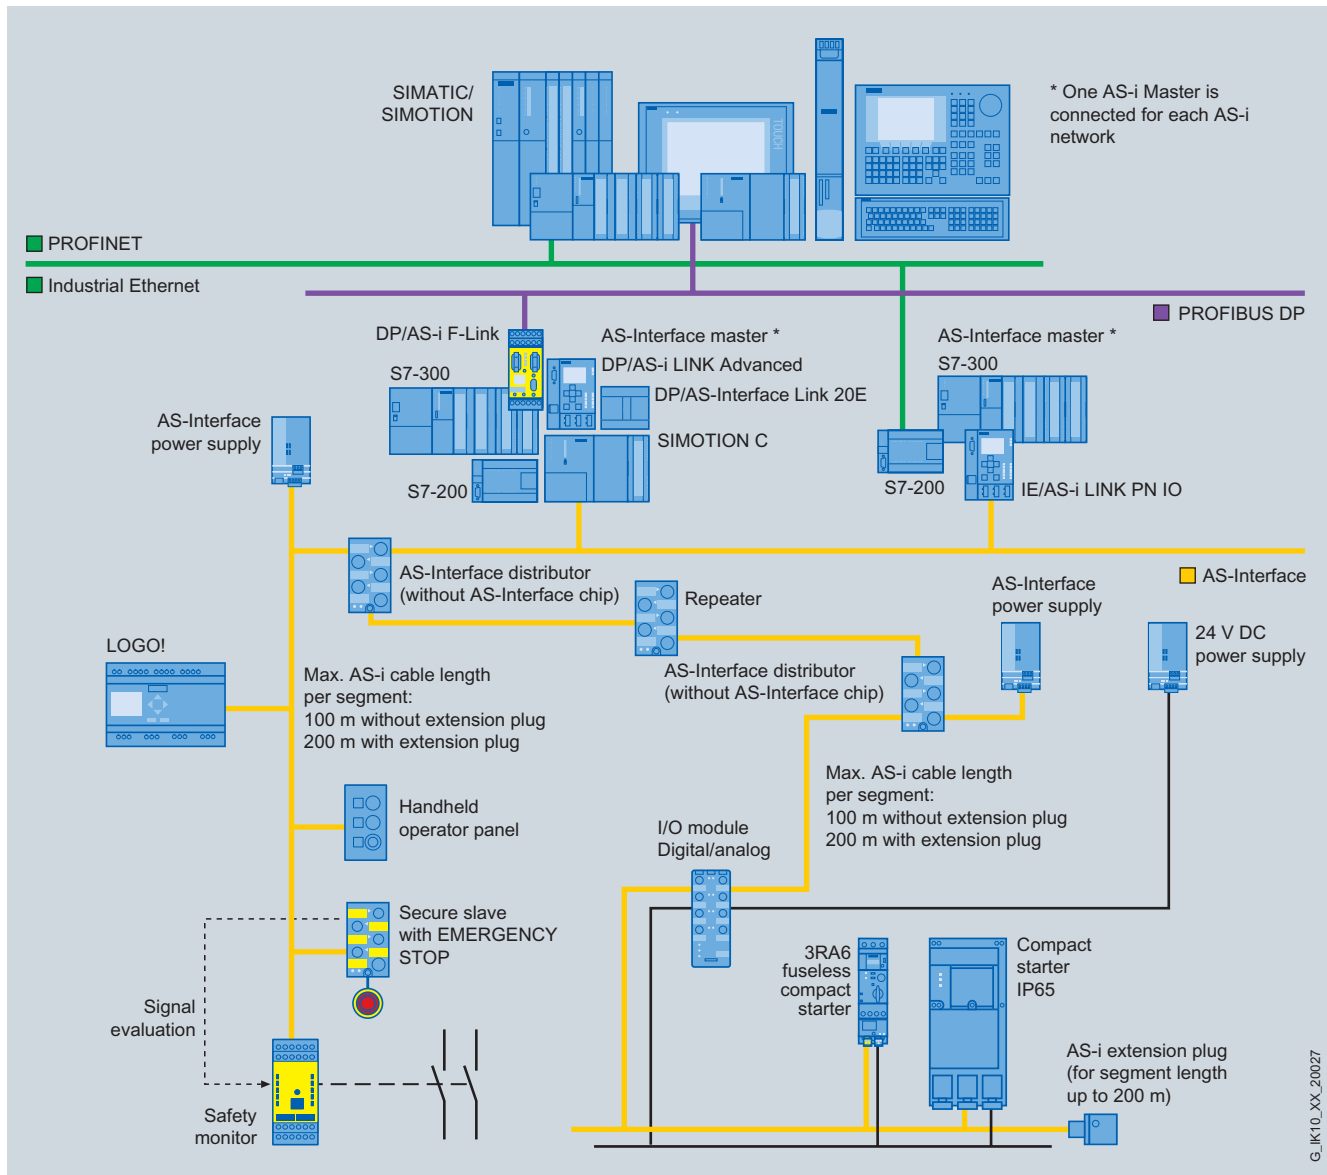 SIMATIC/
SIMOTION
TOUCH
* One AS-i Master is
connected for each AS-i
network
PROFINET
Industrial Ethernet
PROFIBUS DP
DP/AS-i F-Link
AS-Interface master *
DP/AS-i LINK Advanced
S7-300
DP/AS-Interface Link 20E
SIMOTION C
S7-200
AS-Interface master *
S7-300
S7-200
IE/AS-i LINK PN IO
AS-Interface
power supply
AS-Interface
AS-Interface distributor
(without AS-Interface chip)
Repeater
AS-Interface
power supply
24 V DC
power supply
AS-Interface distributor
(without AS-Interface chip)
LOGO!
Max. AS-i cable length
per segment:
100 m without extension plug
200 m with extension plug
Max. AS-i cable length
per segment:
100 m without extension plug
200 m with extension plug
Handheld
operator panel
I/O module
Digital/analog
Secure slave
with EMERGENCY
STOP
3RA6
fuseless
compact
starter
Compact
starter
IP65
Signal
evaluation
Safety
monitor
AS-i extension plug
(for segment length
up to 200 m)
G_IK10_XX_20027